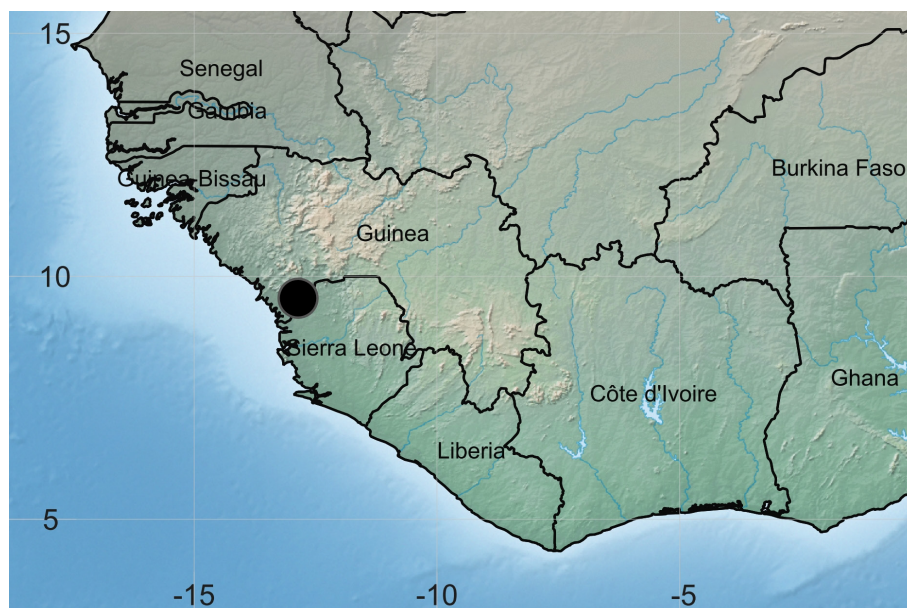 15
Senegal
Gambia
Burkina Faso
Guinea-Bissau
Guinea
10
Sierra Leone
Ghana
Côte d'Ivoire
Liberia
5
-15
-10
-5